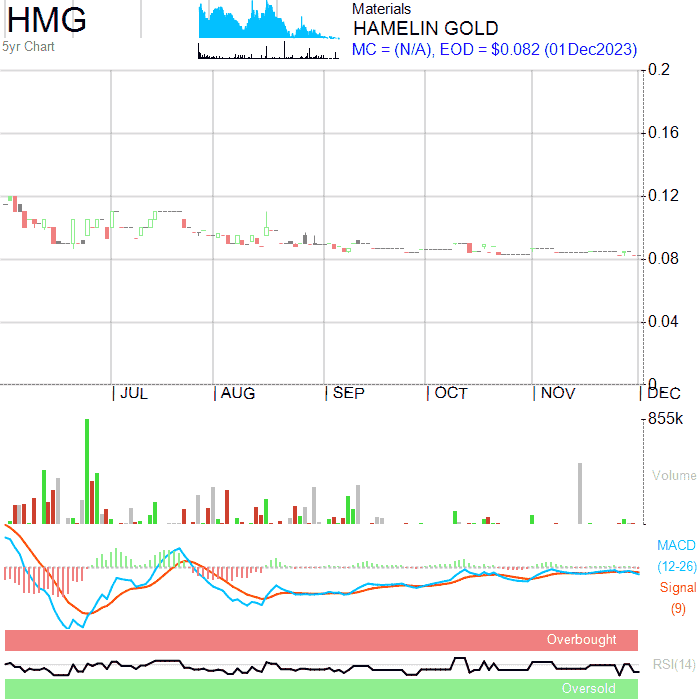 HMG
5yr Chart
Materials
HAMELIN GOLD
MC = (N/A), EOD = $0.082 (01Dec2023)
0.2
0.16
0.12
0.08
0.04
0
JUL AUG SEP OCT NOV DEC
855k
Volume
MACD
(12-26)
Signal
(9)
Overbought
RSI(14)
Oversold